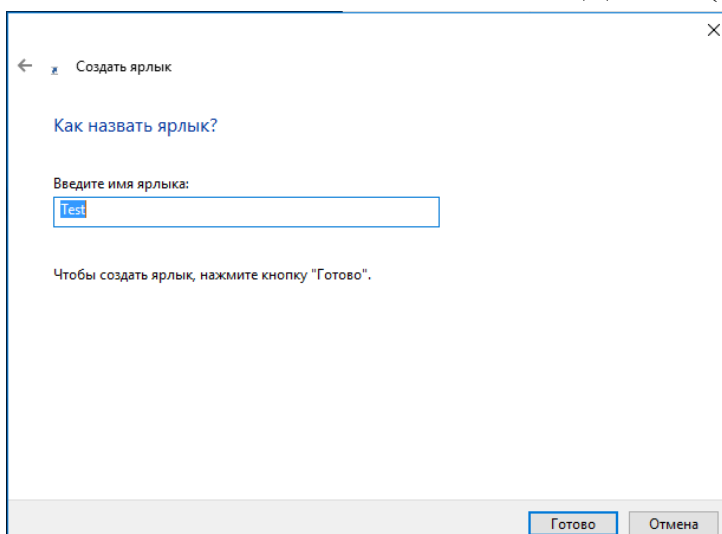 Создать ярлык
Как назвать ярлык?
Введите имя ярлыка:
Test
Чтобы создать ярлык, нажмите кнопку "Готово".
Готово
Отмена